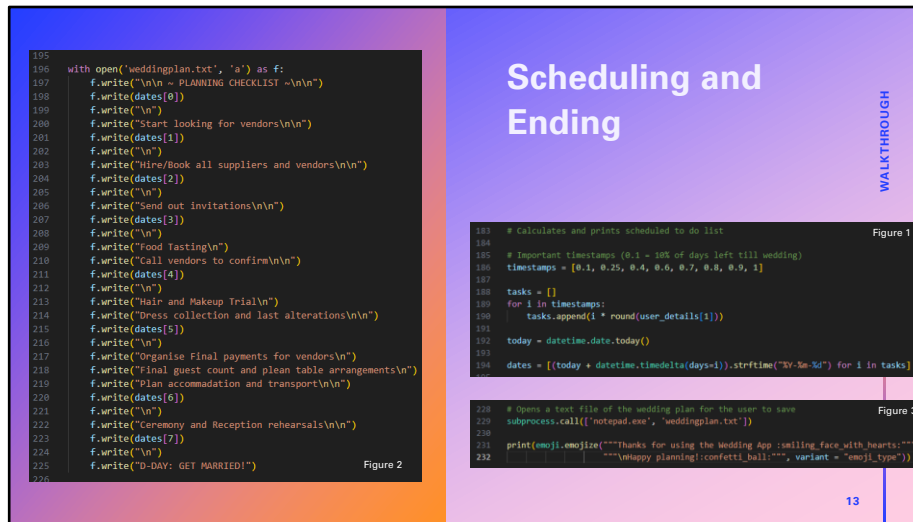 195
196 with open('weddingplan.txt', 'a') as f:
197 f.write("\n\n ~ PLANNING CHECKLIST ~\n\n")
198 f.write(dates[0])
199 f.write("\n")
200 f.write("Start looking for vendors\n\n")
201 f.write(dates[1])
202 f.write("\n")
203 f.write("Hire/Book all suppliers and vendors\n\n")
204 f.write(dates[2])
205 f.write("\n")
206 f.write("Send out invitations\n\n")
207 f.write(dates[3])
208 f.write("\n")
209 f.write("Food Tasting\n")
210 f.write("Call vendors to confirm\n\n")
211 f.write(dates[4])
212 f.write("\n")
213 f.write("Hair and Makeup Trial\n")
214 f.write("Dress collection and last alterations\n\n")
215 f.write(dates[5])
216 f.write("\n")
217 f.write("Organise Final payments for vendors\n")
218 f.write("Final guest count and plean table arrangements\n")
219 f.write("Plan accommadation and transport\n\n")
220 f.write(dates[6])
221 f.write("\n")
222 f.write("Ceremony and Reception rehearsals\n\n")
223 f.write(dates[7])
224 f.write("\n")
225 f.write("D-DAY: GET MARRIED!")
226
Figure 2
Scheduling and
Ending
WALKTHROUGH
183 # Calculates and prints scheduled to do list
184
185 # Important timestamps (0.1 = 10% of days left till wedding)
186 timestamps = [0.1, 0.25, 0.4, 0.6, 0.7, 0.8, 0.9, 1]
187
188 tasks = []
189 for i in timestamps:
190 tasks.append(i * round(user_details[1]))
191
192 today = datetime.date.today()
193
194 dates = [(today + datetime.timedelta(days=i)).strftime("%Y-%m-%d") for i in tasks]
Figure 1
228 # Opens a text file of the wedding plan for the user to save
229 subprocess.call(['notepad.exe', 'weddingplan.txt'])
230
231 print(emoji.emojize("""Thanks for using the Wedding App :smiling_face_with_hearts:"""
232 """\nHappy planning!:confetti_ball:""", variant = "emoji_type"))
Figure 3
13